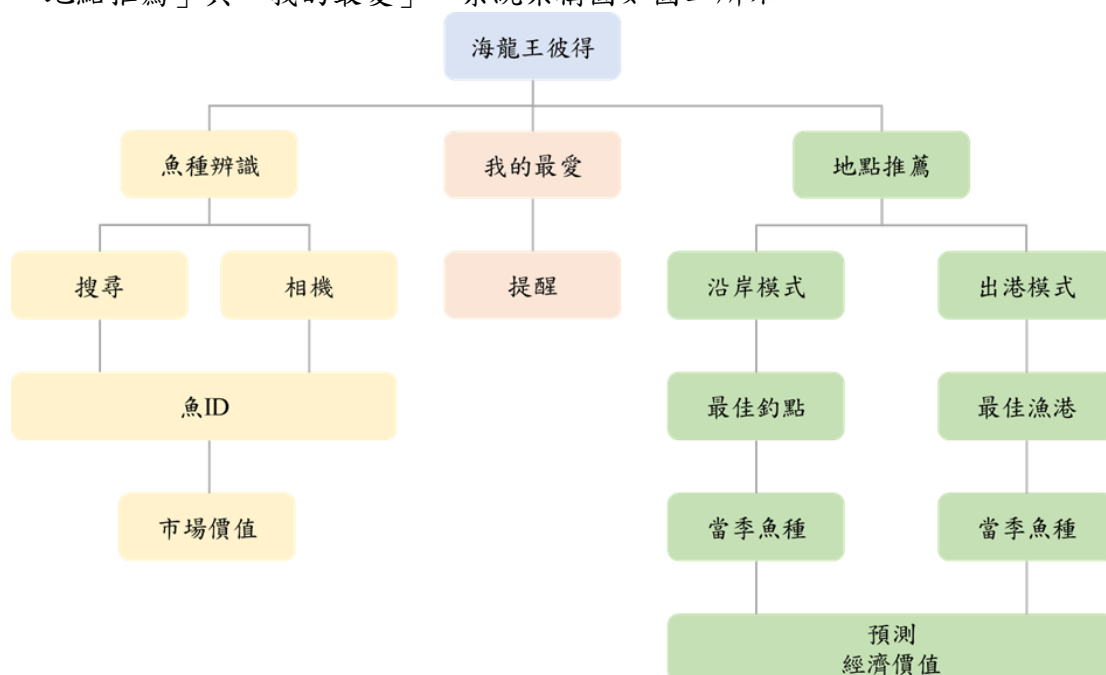 海龍王彼得
魚種辨識
我的最愛
地點推薦
搜尋
相機
提醒
沿岸模式
出港模式
魚ID
最佳釣點
最佳漁港
市場價值
當季魚種
當季魚種
預測
經濟價值